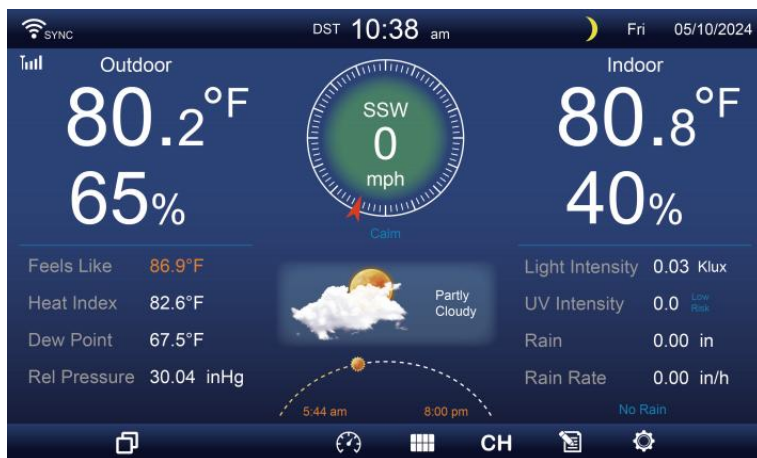 SYNC
DST 10:38 am
Fri 05/10/2024
Outdoor
80.2°F
65%
Feels Like 86.9°F
Heat Index 82.6°F
Dew Point 67.5°F
Rel Pressure 30.04 inHg
SSW
0
mph
Calm
Partly
Cloudy
5:44 am 8:00 pm
Indoor
80.8°F
40%
Light Intensity 0.03 Klux
UV Intensity 0.0 Low
Risk
Rain 0.00 in
Rain Rate 0.00 in/h
No Rain
CH